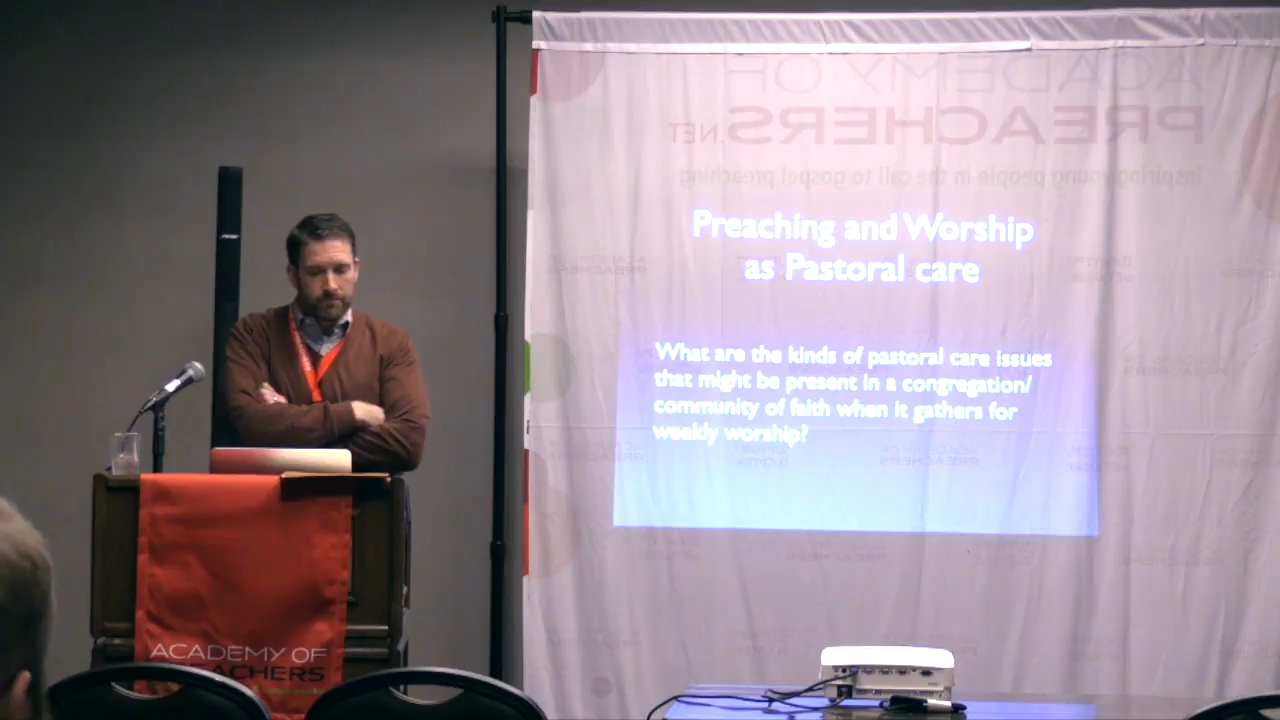 ACADEMY OF
PREACHERS.NET
Inspiring young people in the call to gospel preaching
Preaching and Worship
as Pastoral care
What are the kinds of pastoral care issues
that might be present in a congregation/
community of faith when it gathers for
weekly worship?
ACADEMY OF
PREACHERS